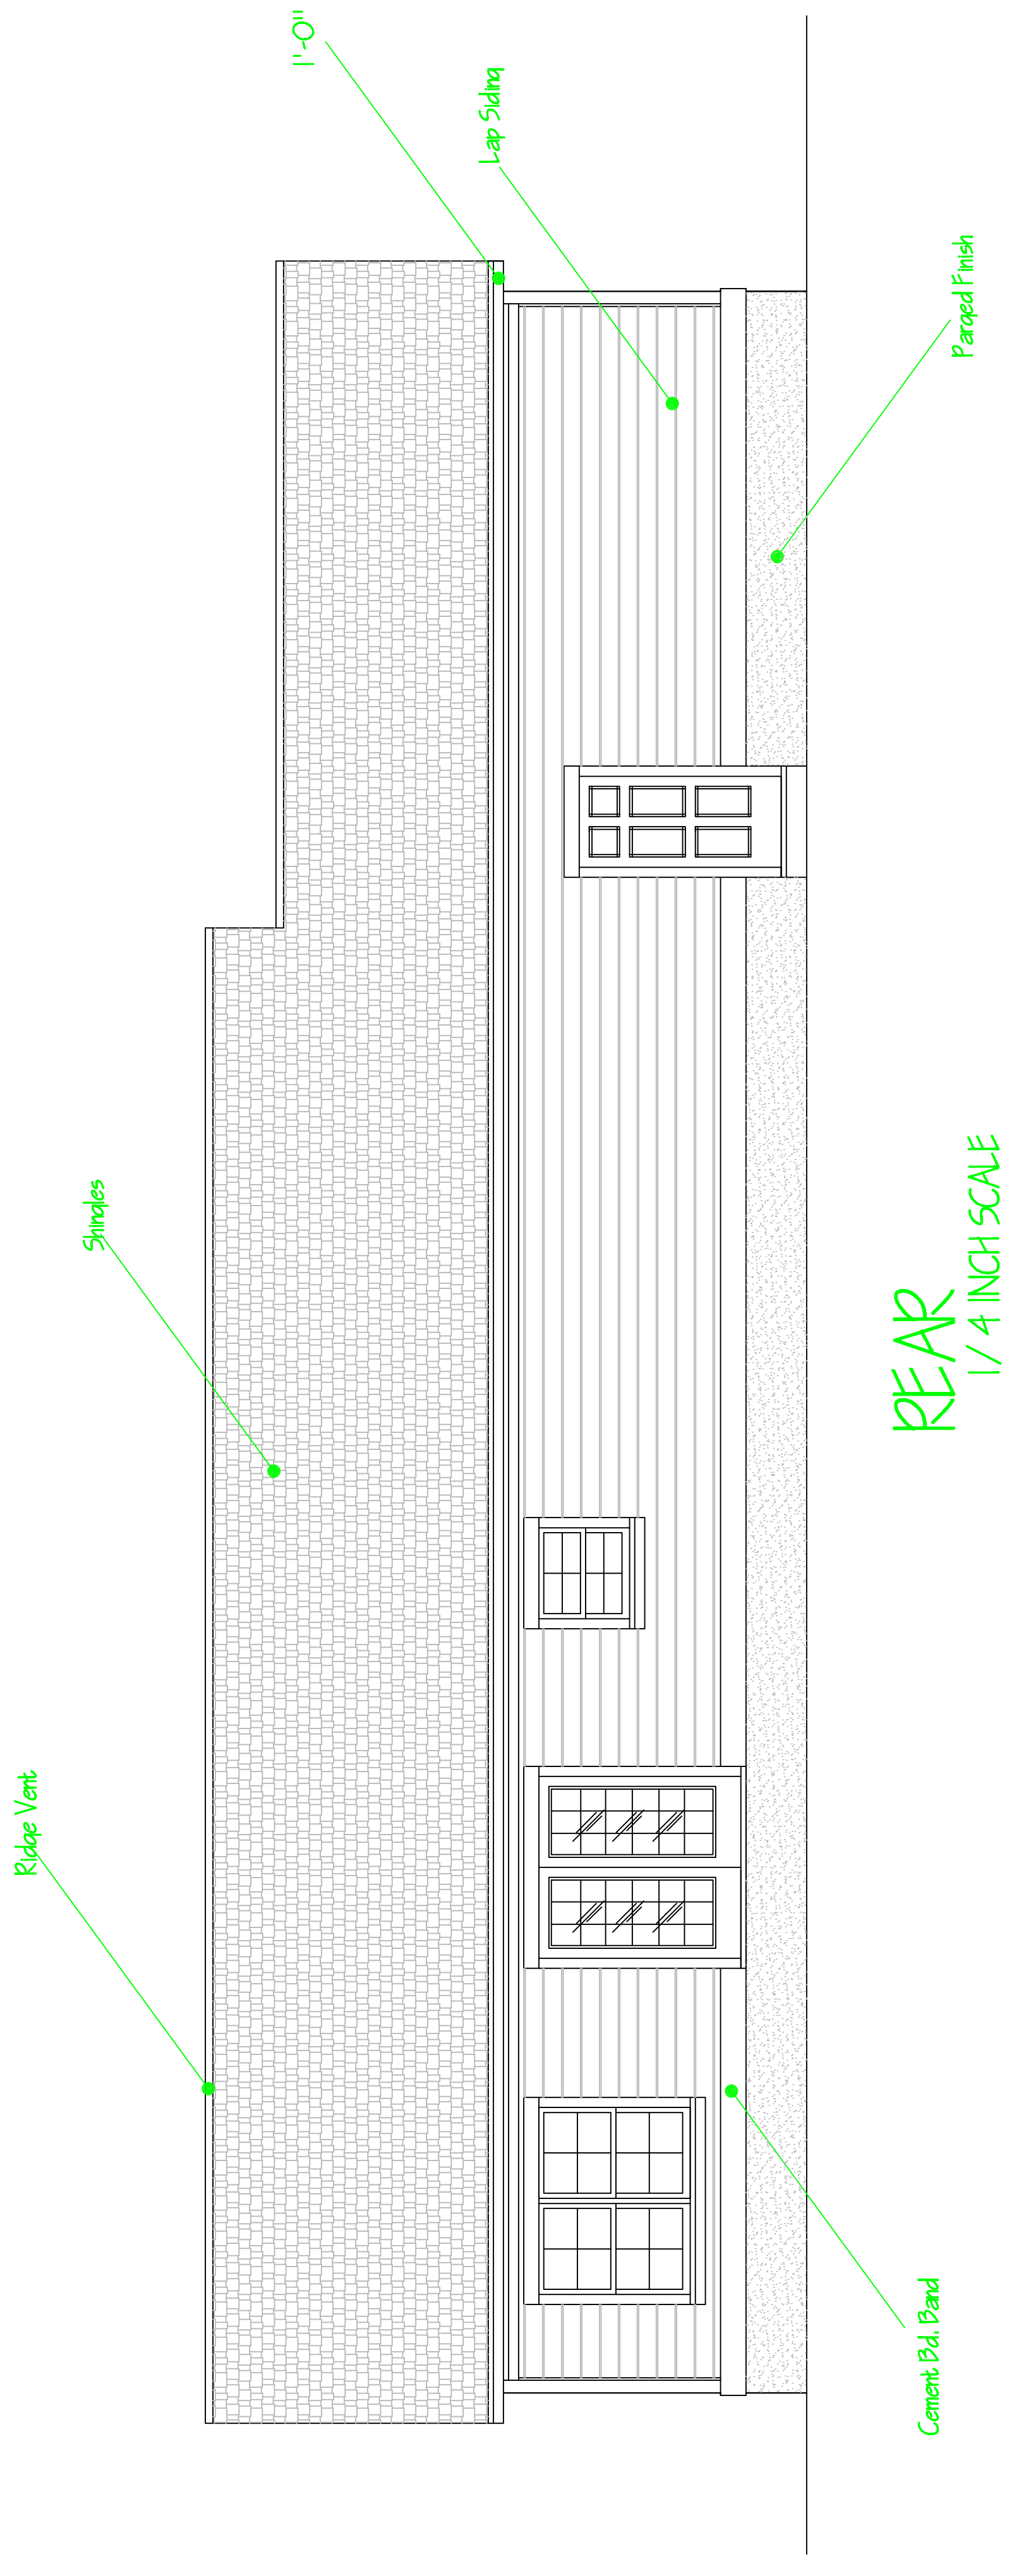 Ridge Vent
Shingles
1'-0"
Lap Siding
Cement Bd. Band
Parged Finish
REAR
1/4 INCH SCALE